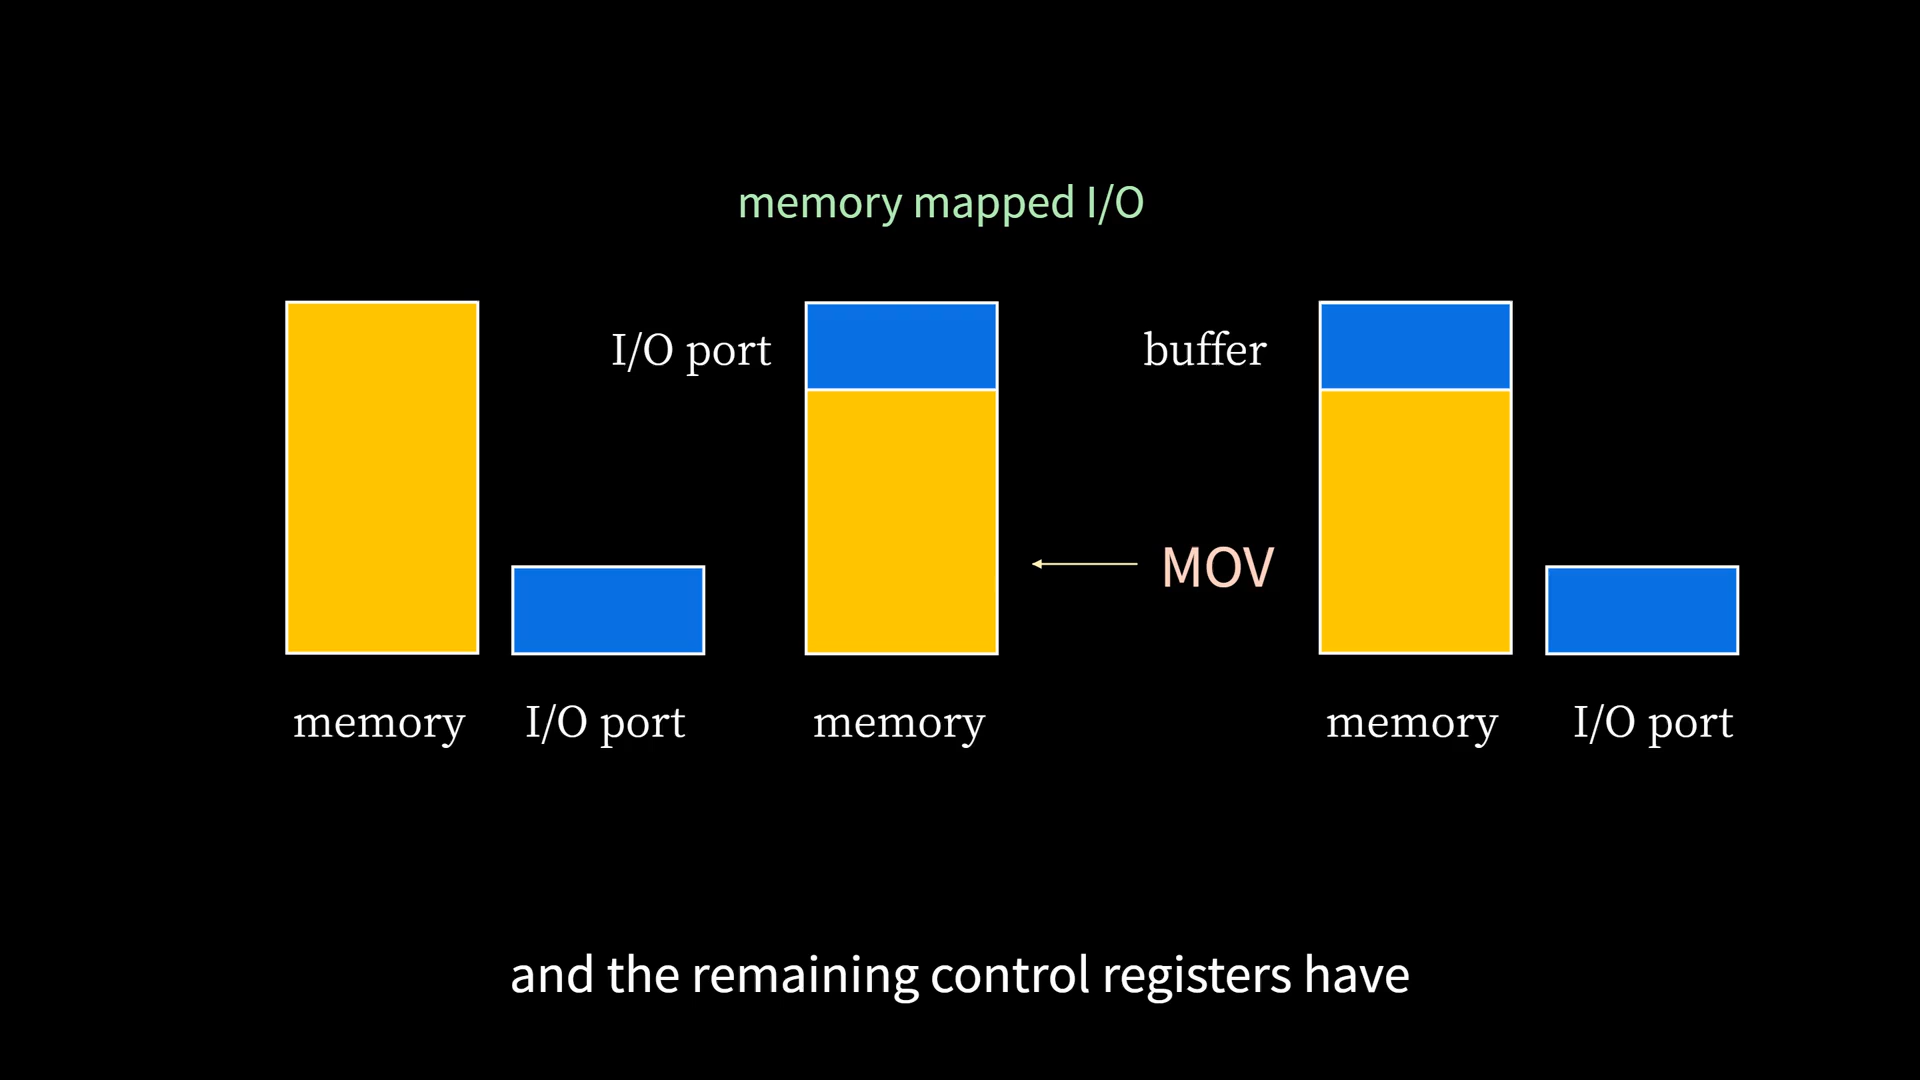 memory mapped I/O
I/O port
buffer
MOV
memory
I/O port
memory
memory
I/O port
and the remaining control registers have